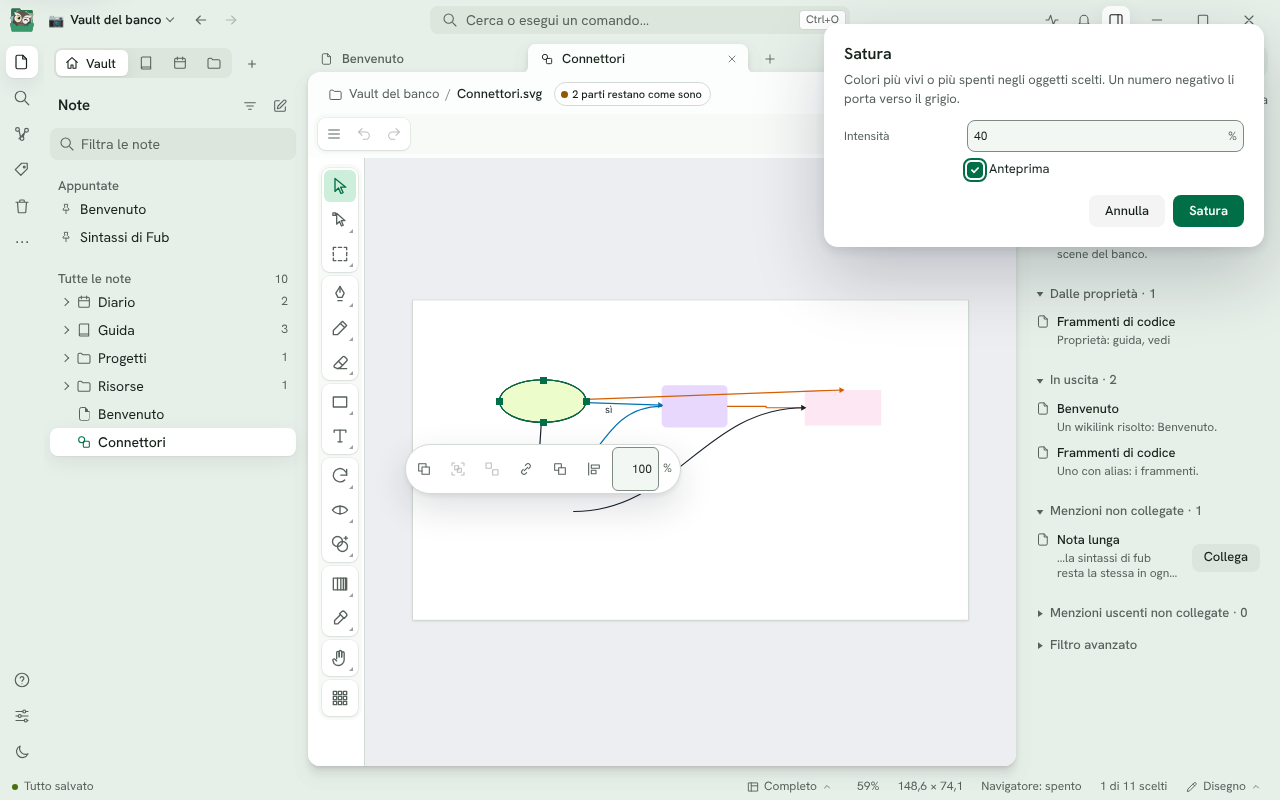 Vault del banco
Cerca o esegui un comando...
Ctrl+O
Vault
Benvenuto
Connettori
Note
Filtra le note
Appuntate
Benvenuto
Sintassi di Fub
Tutte le note 10
Diario 2
Guida 3
Progetti 1
Risorse 1
Benvenuto
Connettori
Tutto salvato
Vault del banco / Connettori.svg
2 parti restano come sono
sì
100 %
Satura
Colori più vivi o più spenti negli oggetti scelti. Un numero negativo li
porta verso il grigio.
Intensità 40 %
Anteprima
Annulla
Satura
scene del banco.
Dalle proprietà · 1
Frammenti di codice
Proprietà: guida, vedi
In uscita · 2
Benvenuto
Un wikilink risolto: Benvenuto.
Frammenti di codice
Uno con alias: i frammenti.
Menzioni non collegate · 1
Nota lunga
…la sintassi di fub
resta la stessa in ogn…
Collega
Menzioni uscenti non collegate · 0
Filtro avanzato
Completo
59%
148,6 × 74,1
Navigatore: spento
1 di 11 scelti
Disegno